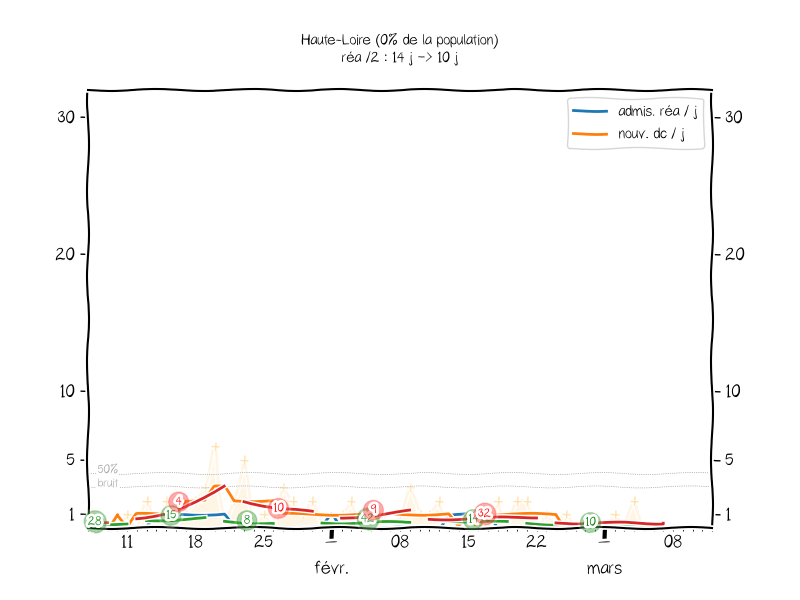 Haute-Loire (0% de la population)
réa /2 : 14 j -> 10 j
admis. réa / j
nouv. dc / j
30 30
20 20
10 10
5 5
50%
bruit
1 1
28 4 15 8 10 9 32 10
11 18 25 1 08 15 22 1 08
févr. mars